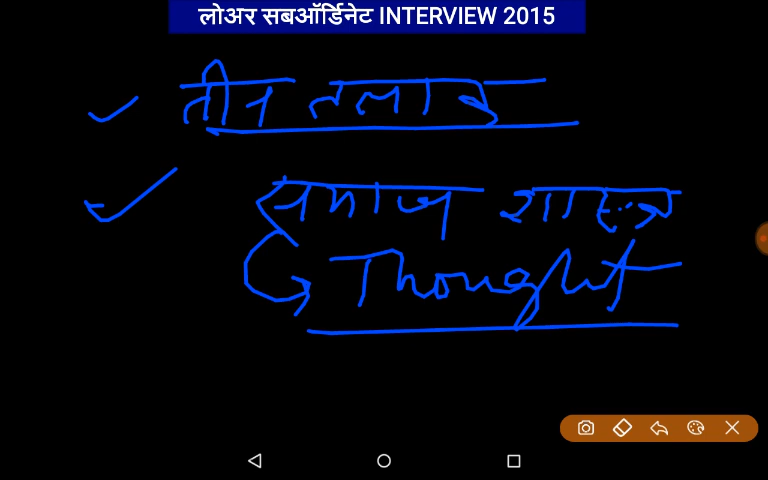 लोअर सबऑर्डिनेट INTERVIEW 2015
तीन तलाक
समाज शास्त्र
Thought